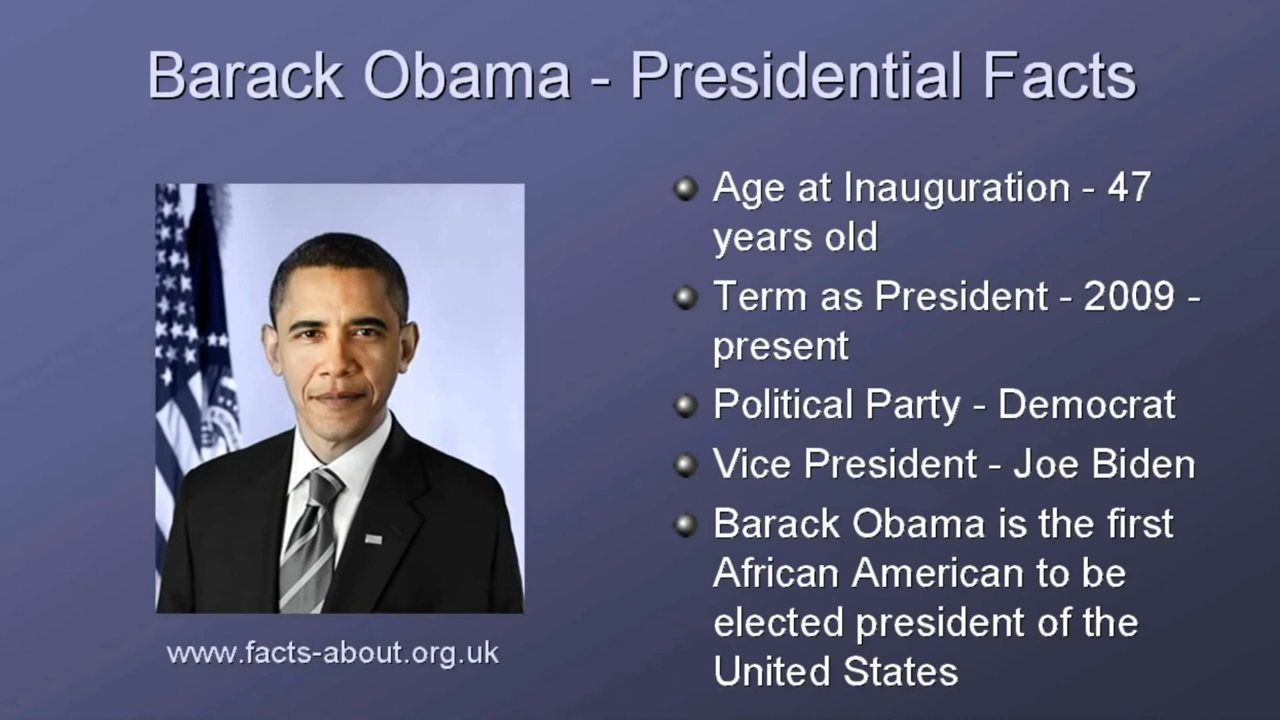 Barack Obama - Presidential Facts
Age at Inauguration - 47
years old
Term as President - 2009 -
present
Political Party - Democrat
Vice President - Joe Biden
Barack Obama is the first
African American to be
elected president of the
United States
www.facts-about.org.uk